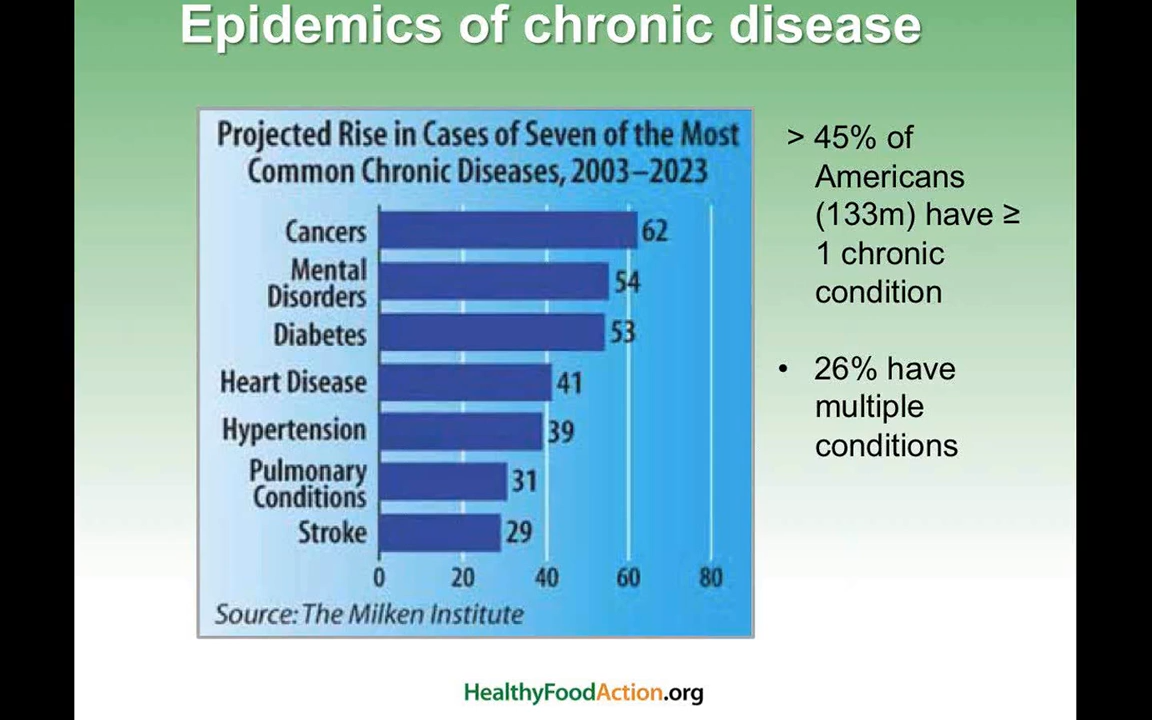 Epidemics of chronic disease
Projected Rise in Cases of Seven of the Most
Common Chronic Diseases, 2003–2023
Cancers 62
Mental
Disorders 54
Diabetes 53
Heart Disease 41
Hypertension 39
Pulmonary
Conditions 31
Stroke 29
0 20 40 60 80
Source: The Milken Institute
> 45% of
Americans
(133m) have ≥
1 chronic
condition
• 26% have
multiple
conditions
HealthyFoodAction.org